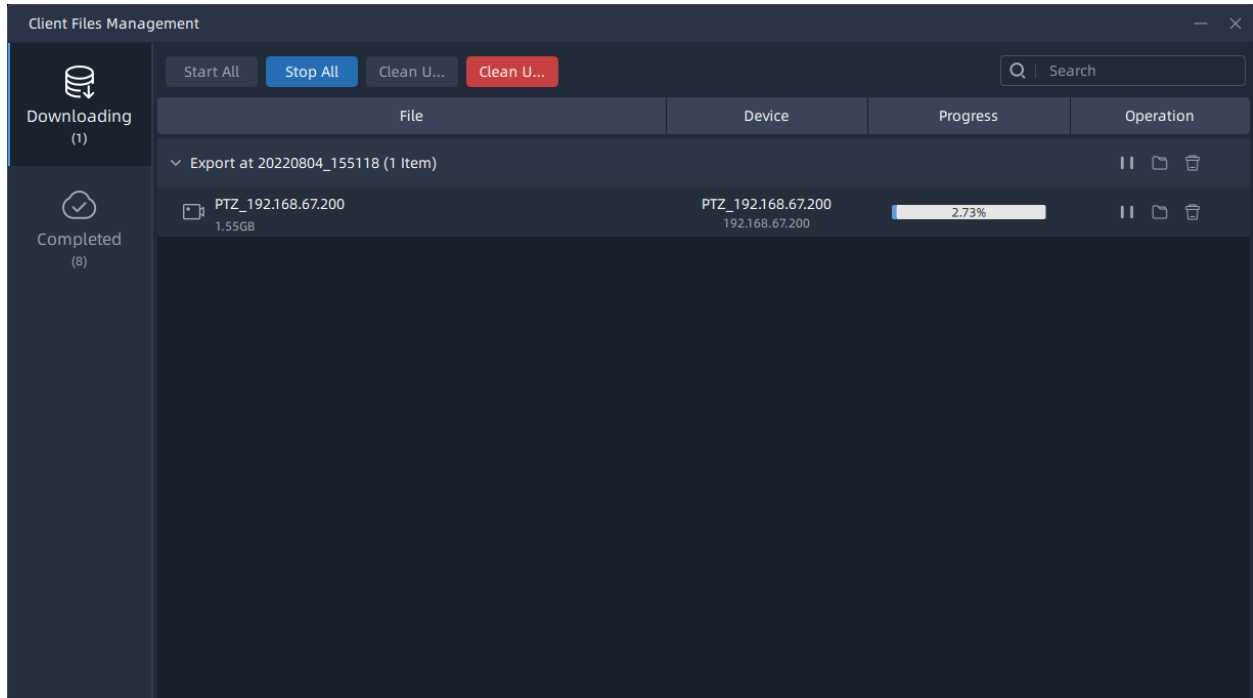 Client Files Management
Start All
Stop All
Clean U...
Clean U...
Search
Downloading
(1)
Completed
(8)
File
Device
Progress
Operation
Export at 20220804_155118 (1 Item)
PTZ_192.168.67.200
1.55GB
PTZ_192.168.67.200
192.168.67.200
2.73%